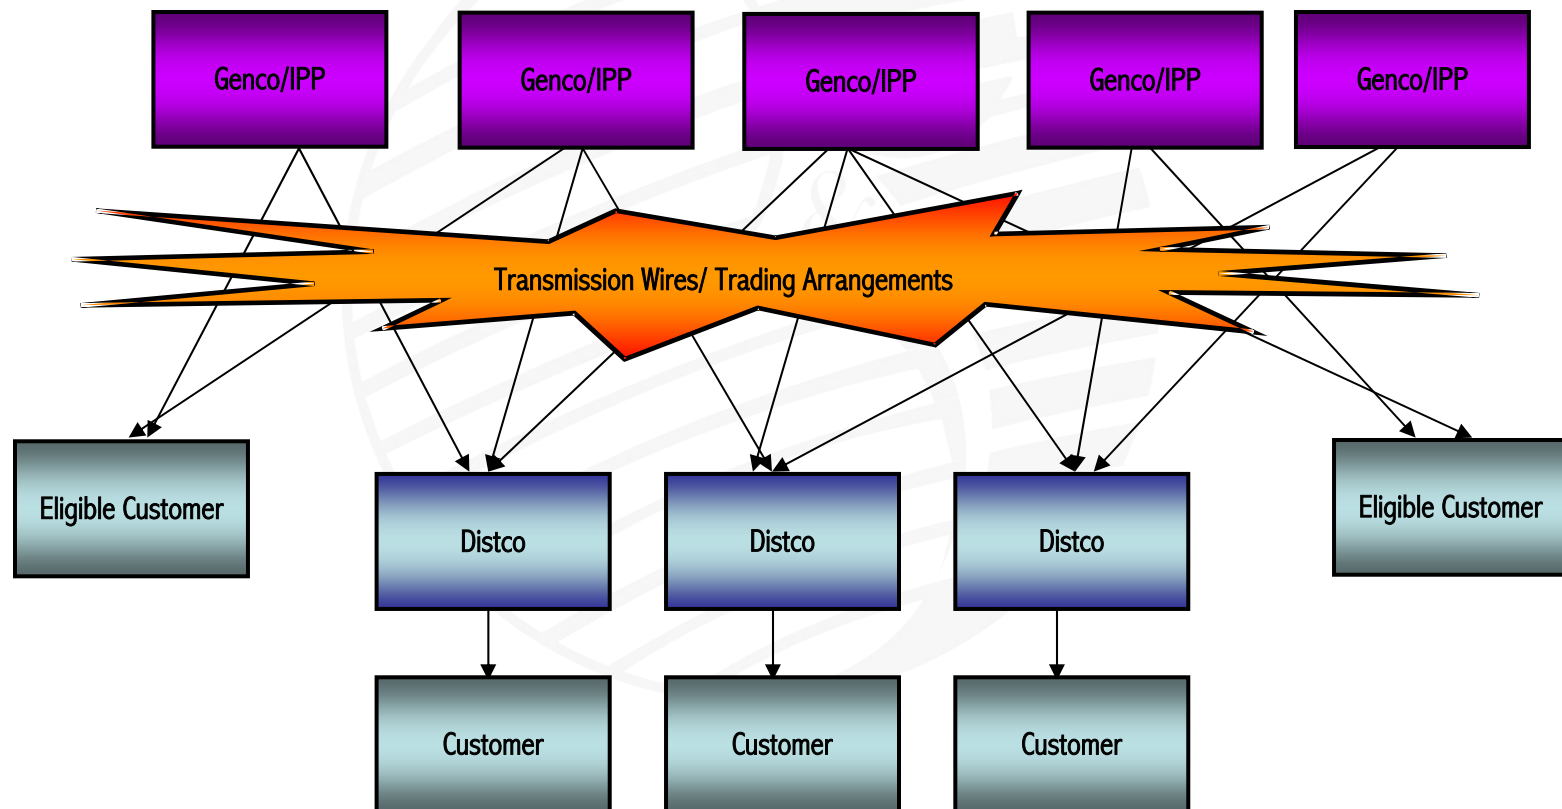 Genco/IPP
Genco/IPP
Genco/IPP
Genco/IPP
Genco/IPP
Transmission Wires/ Trading Arrangements
Eligible Customer
Eligible Customer
Distco
Distco
Distco
Customer
Customer
Customer